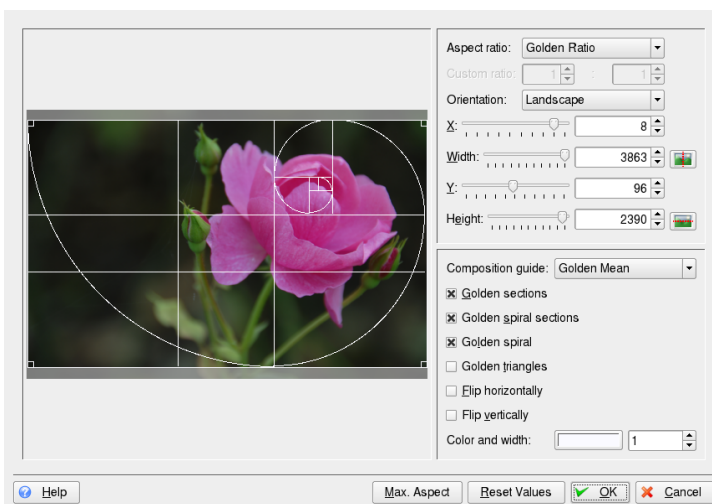 Aspect ratio: Golden Ratio
Custom ratio: 1 : 1
Orientation: Landscape
X: 8
Width: 3863
Y: 96
Height: 2390
Composition guide: Golden Mean
Golden sections
Golden spiral sections
Golden spiral
Golden triangles
Flip horizontally
Flip vertically
Color and width: 1
Help Max. Aspect Reset Values OK Cancel